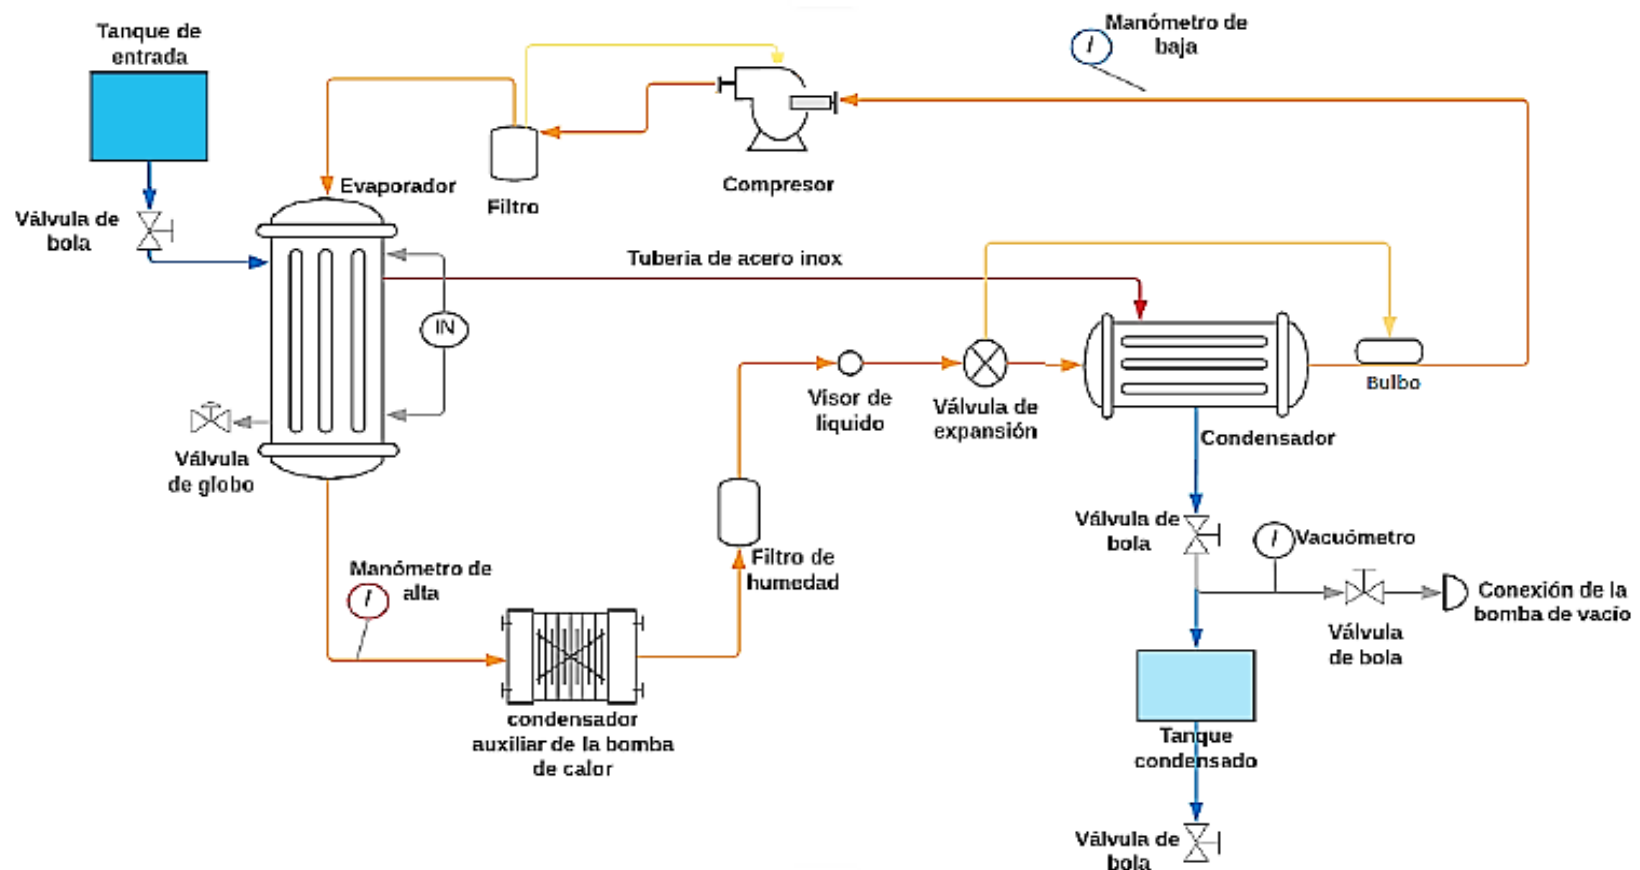 Tanque de
entrada
Manómetro de
baja
I
Evaporador
Compresor
Filtro
Válvula de
bola
Tuberia de acero inox
IN
Bulbo
Visor de
liquido
Válvula de
expansión
Condensador
Válvula
de globo
Válvula de
bola
I
Vacuómetro
Filtro de
humedad
Manómetro de
alta
I
Conexión de la
bomba de vacío
Válvula
de bola
condensador
auxiliar de la bomba
de calor
Tanque
condensado
Válvula de
bola